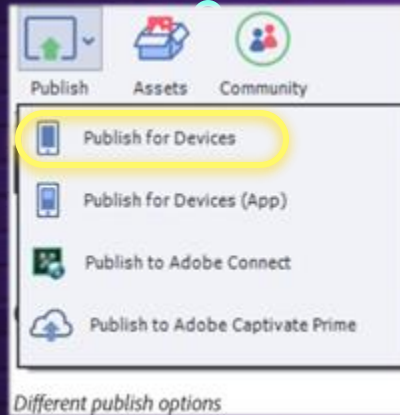 Publish Assets Community
Publish for Devices
Publish for Devices (App)
Publish to Adobe Connect
Publish to Adobe Captivate Prime
Different publish options